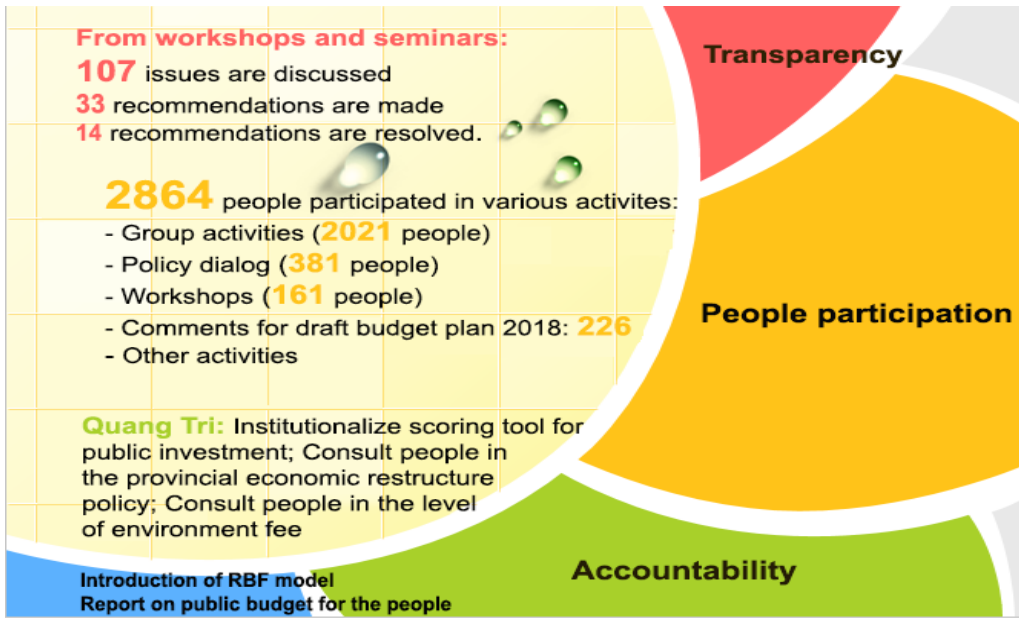 From workshops and seminars:
107 issues are discussed
33 recommendations are made
14 recommendations are resolved.
2864 people participated in various activites:
- Group activities (2021 people)
- Policy dialog (381 people)
- Workshops (161 people)
- Comments for draft budget plan 2018: 226
- Other activities
Quang Tri: Institutionalize scoring tool for
public investment; Consult people in
the provincial economic restructure
policy; Consult people in the level
of environment fee
Introduction of RBF model
Report on public budget for the people
Transparency
People participation
Accountability